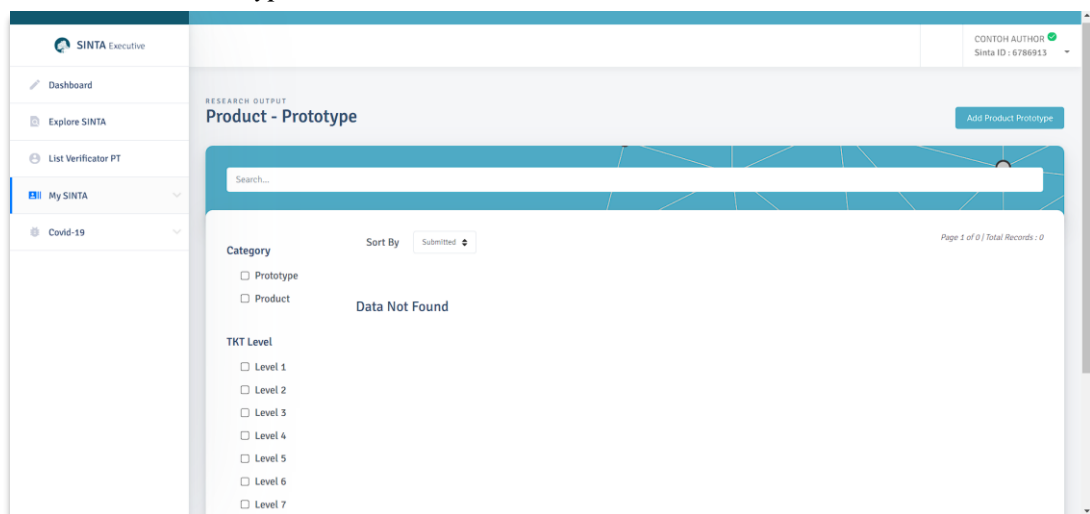 SINTA Executive
CONTOH AUTHOR
Sinta ID : 6786913
Dashboard
Explore SINTA
List Verificator PT
My SINTA
Covid-19
RESEARCH OUTPUT
Product - Prototype
Add Product Prototype
Search...
Category
Prototype
Product
TKT Level
Level 1
Level 2
Level 3
Level 4
Level 5
Level 6
Level 7
Sort By Submitted
Page 1 of 0 | Total Records : 0
Data Not Found